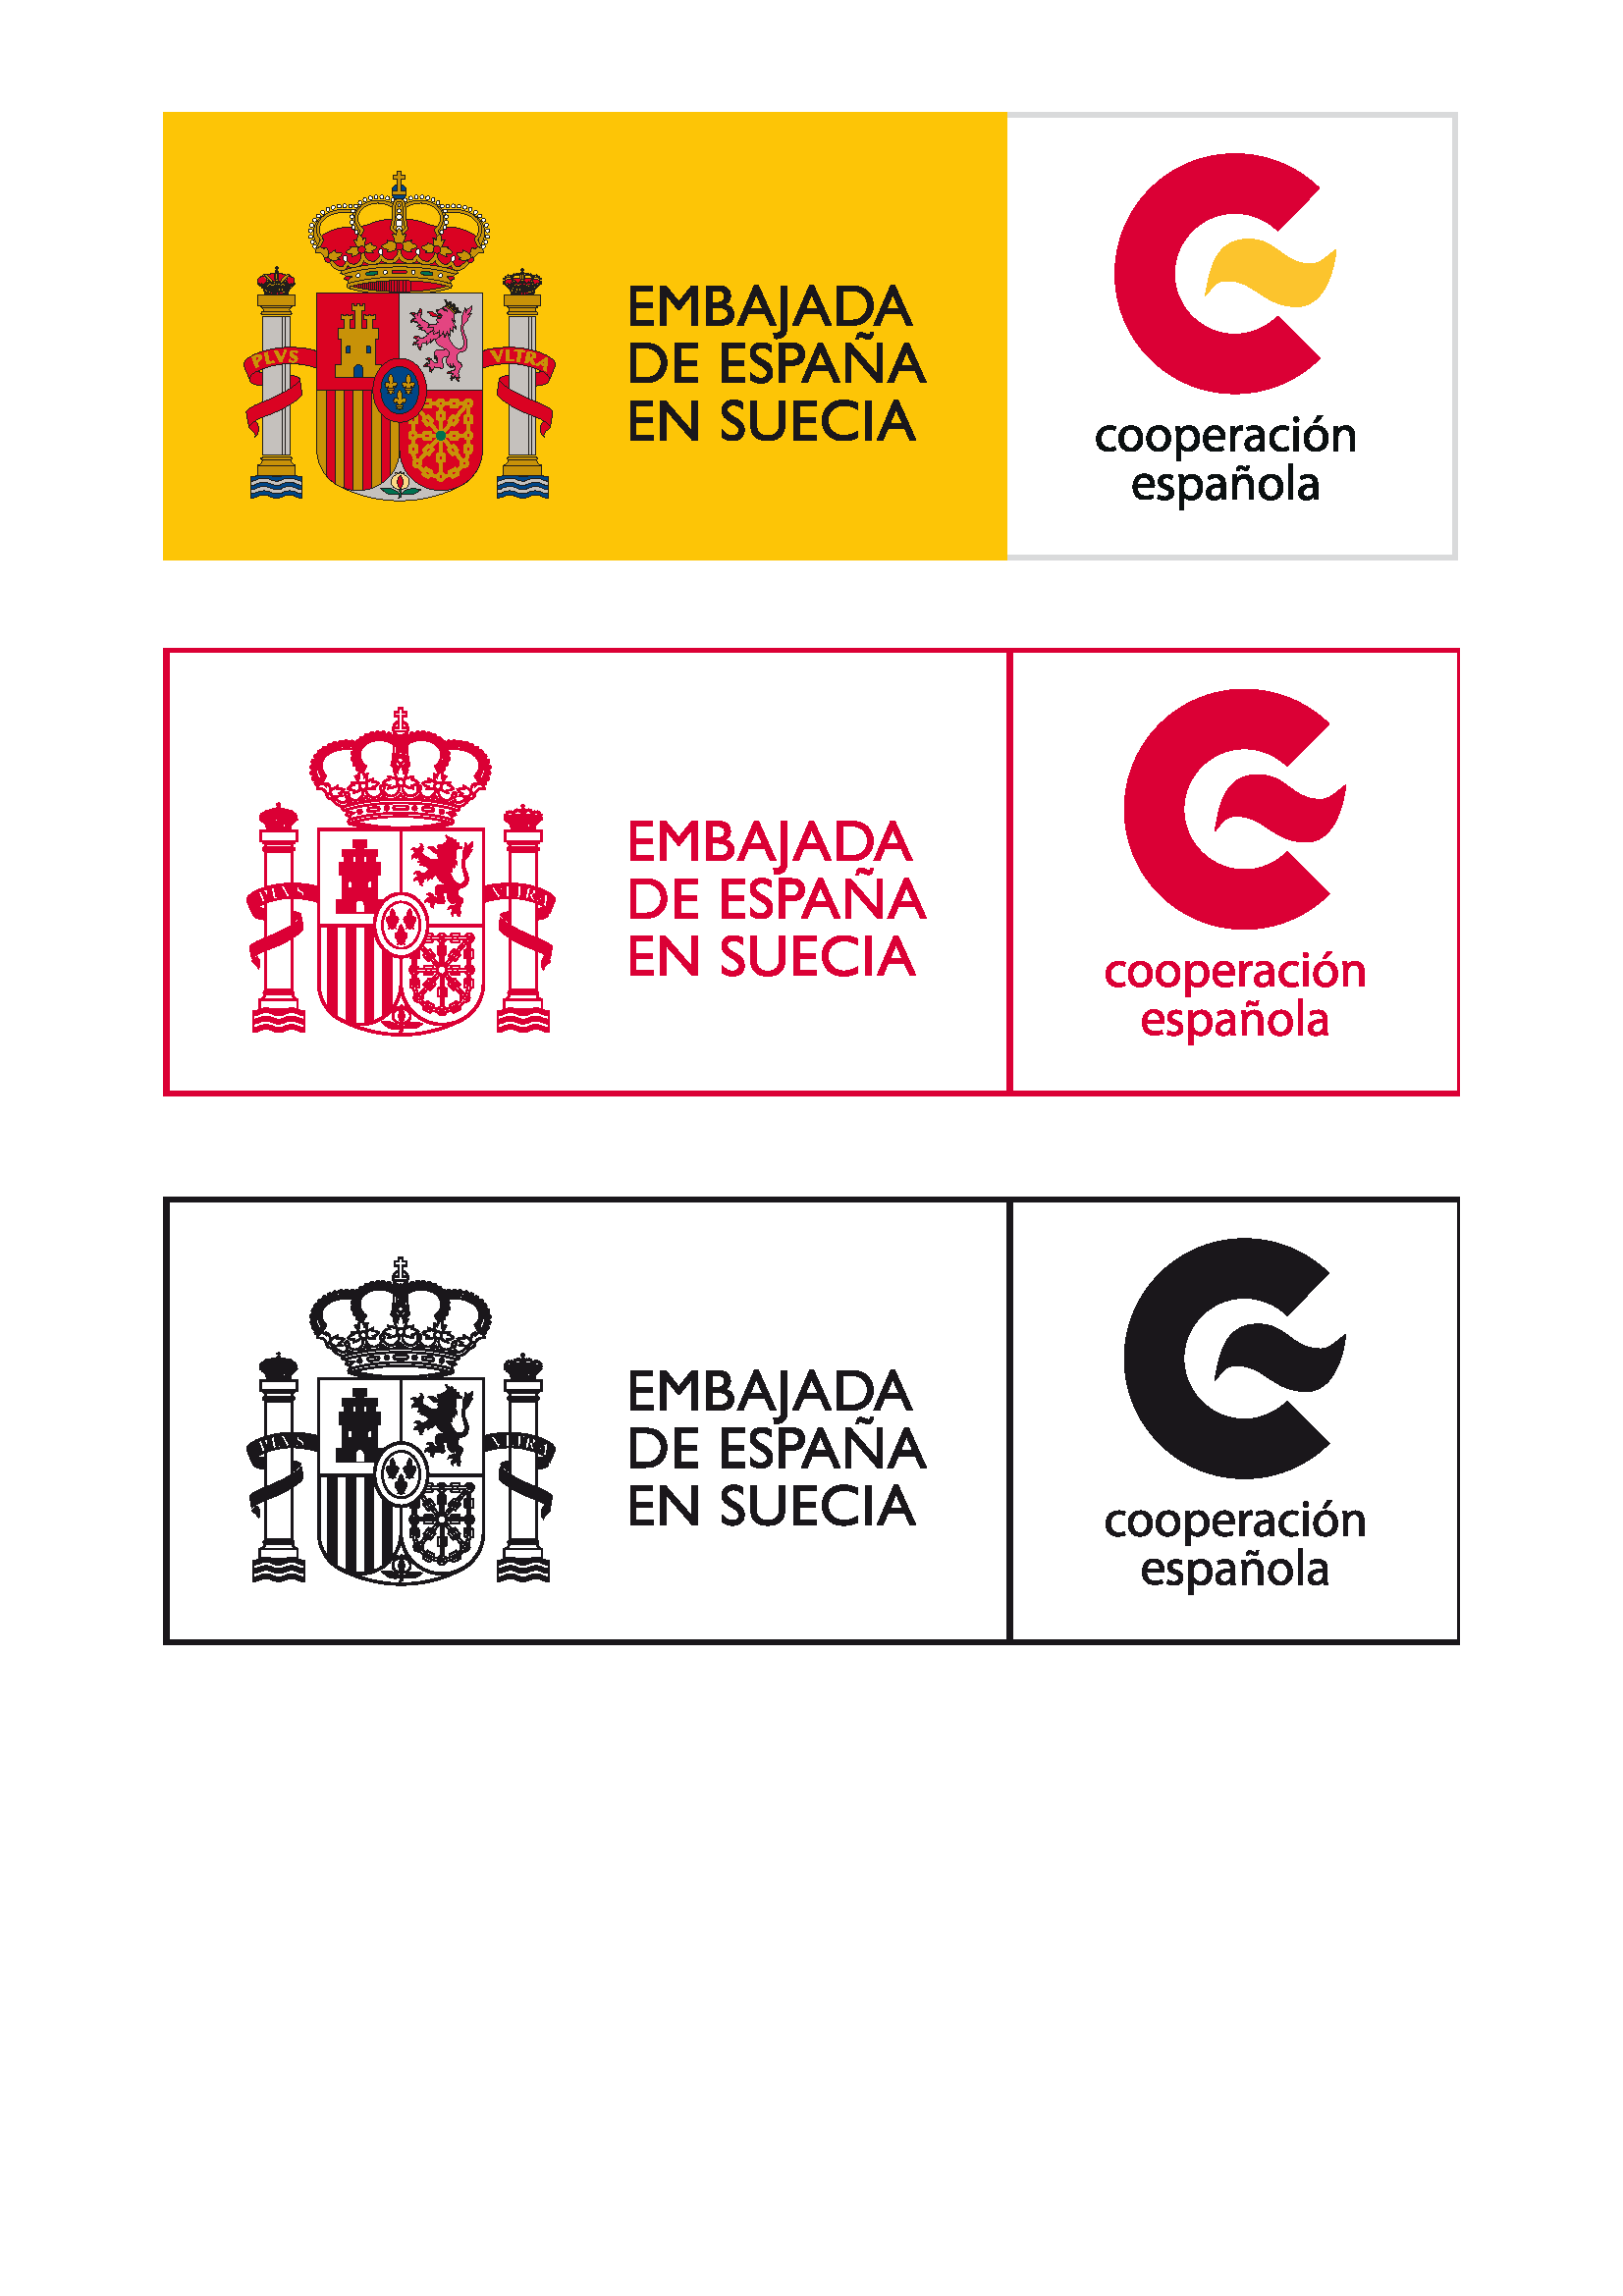 PLVS VLTRA
EMBAJADA
DE ESPAÑA
EN SUECIA
cooperación
española
PLVS VLTRA
EMBAJADA
DE ESPAÑA
EN SUECIA
cooperación
española
PLVS VLTRA
EMBAJADA
DE ESPAÑA
EN SUECIA
cooperación
española